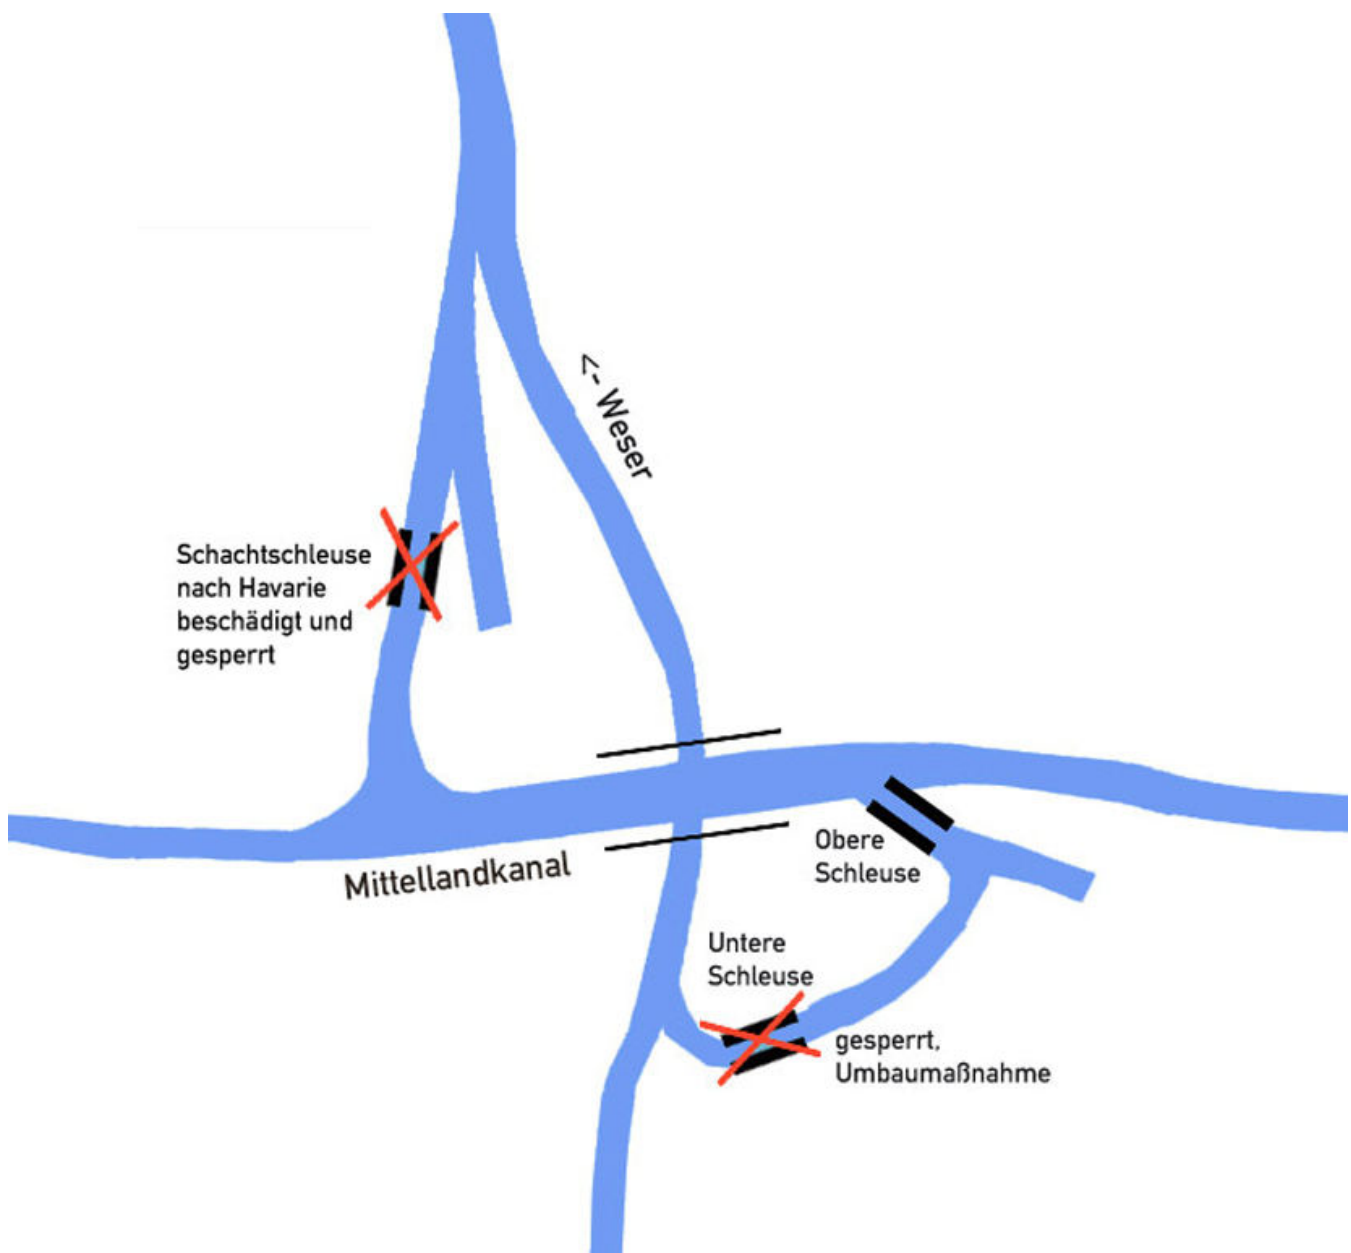 <- Weser
Schachtschleuse
nach Havarie
beschädigt und
gesperrt
Mittellandkanal
Obere
Schleuse
Untere
Schleuse
gesperrt,
Umbaumaßnahme